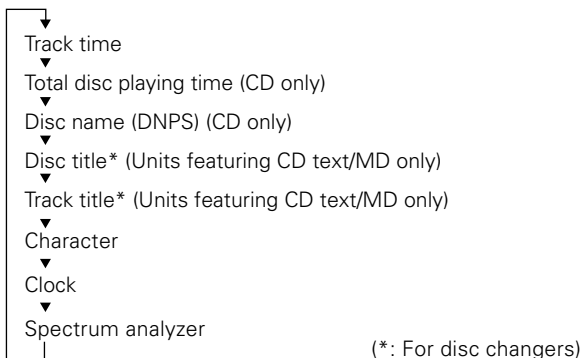 Track time
Total disc playing time (CD only)
Disc name (DNPS) (CD only)
Disc title* (Units featuring CD text/MD only)
Track title* (Units featuring CD text/MD only)
Character
Clock
Spectrum analyzer
(*: For disc changers)